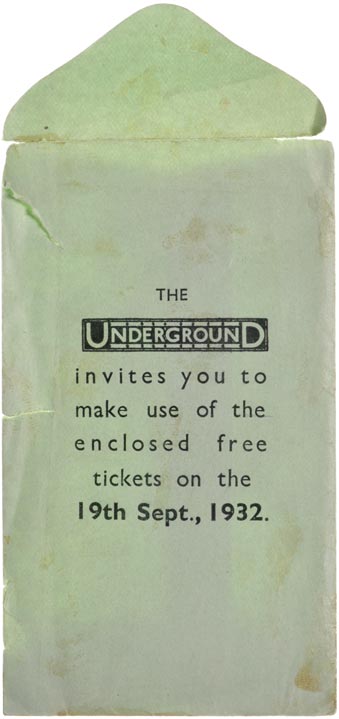 THE
UNDERGROUND
invites you to
make use of the
enclosed free
tickets on the
19th Sept., 1932.